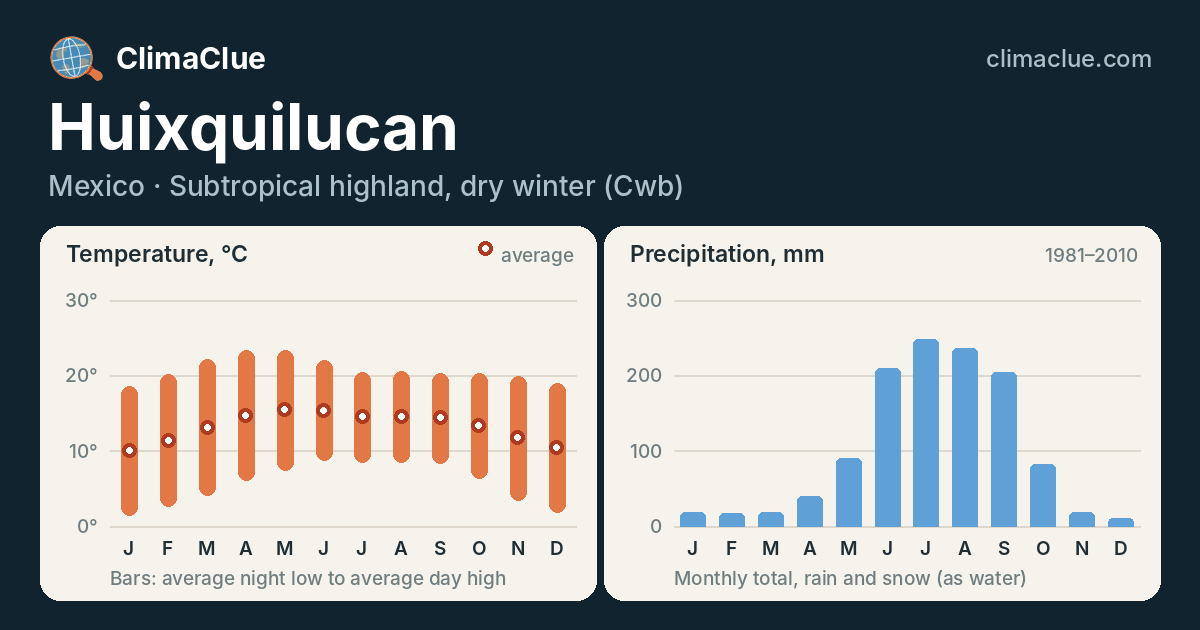 ClimaClue
climaclue.com
Huixquilucan
Mexico · Subtropical highland, dry winter (Cwb)
Temperature, °C
average
30°
20°
10°
0°
J F M A M J J A S O N D
Bars: average night low to average day high
Precipitation, mm
1981–2010
300
200
100
0
J F M A M J J A S O N D
Monthly total, rain and snow (as water)